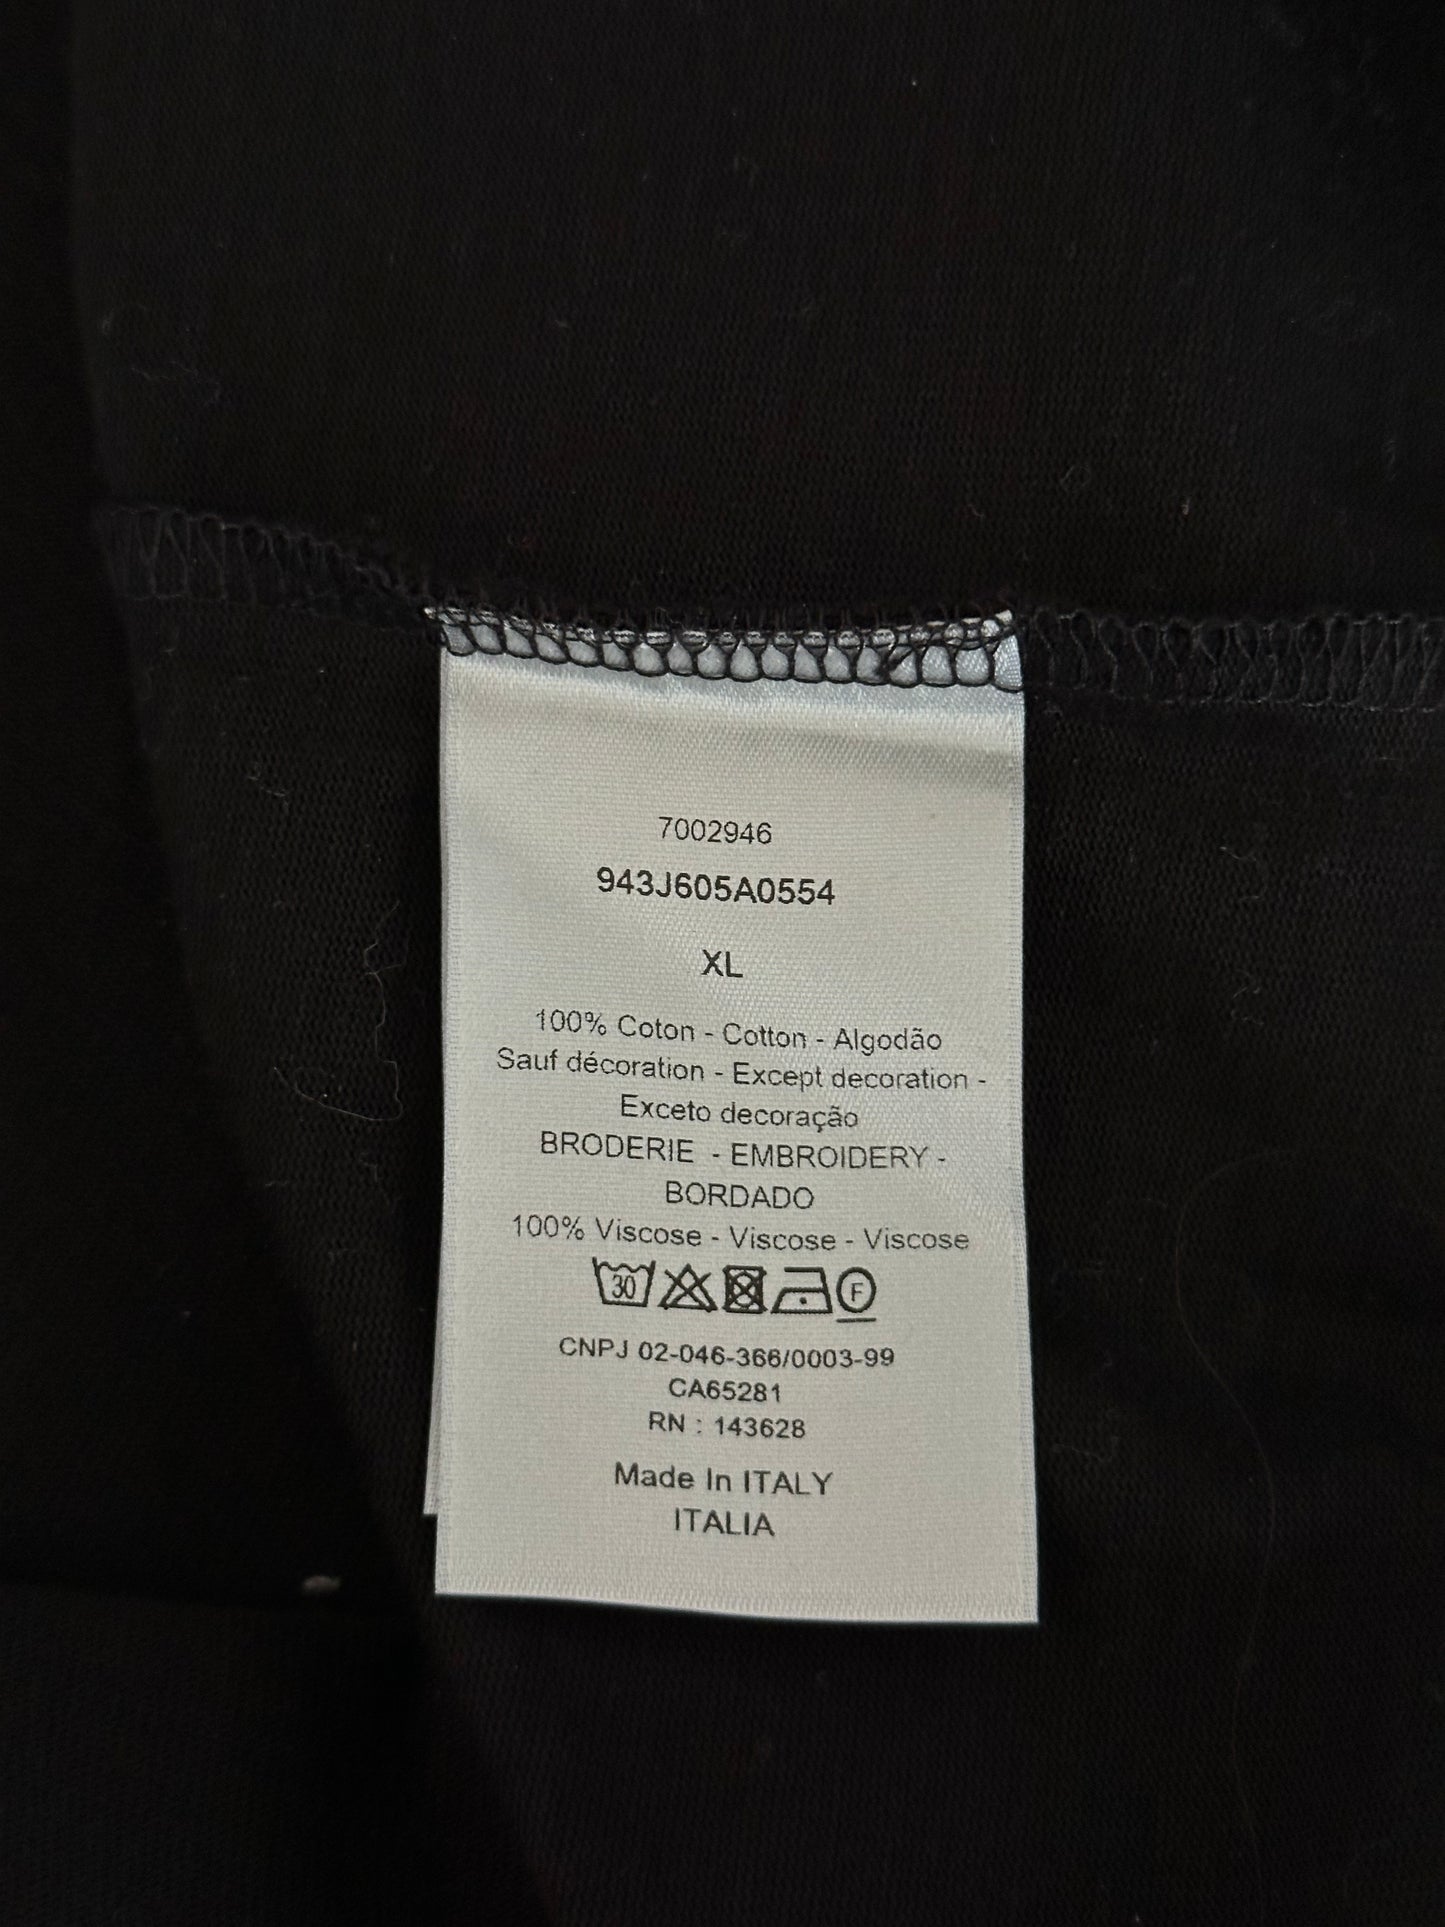 7002946
943J605A0554
XL
100% Coton - Cotton - Algodão
Sauf décoration - Except decoration -
Exceto decoração
BRODERIE - EMBROIDERY -
BORDADO
100% Viscose - Viscose - Viscose
30 F
CNPJ 02-046-366/0003-99
CA65281
RN : 143628
Made In ITALY
ITALIA